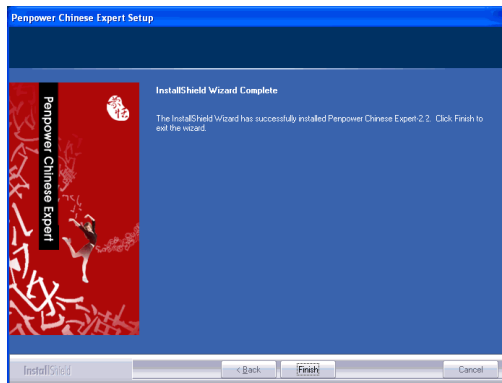 Penpower Chinese Expert Setup
InstallShield Wizard Complete
The InstallShield Wizard has successfully installed Penpower Chinese Expert-2.2. Click Finish to
exit the wizard.
Penpower Chinese Expert
InstallShield
< Back
Finish
Cancel